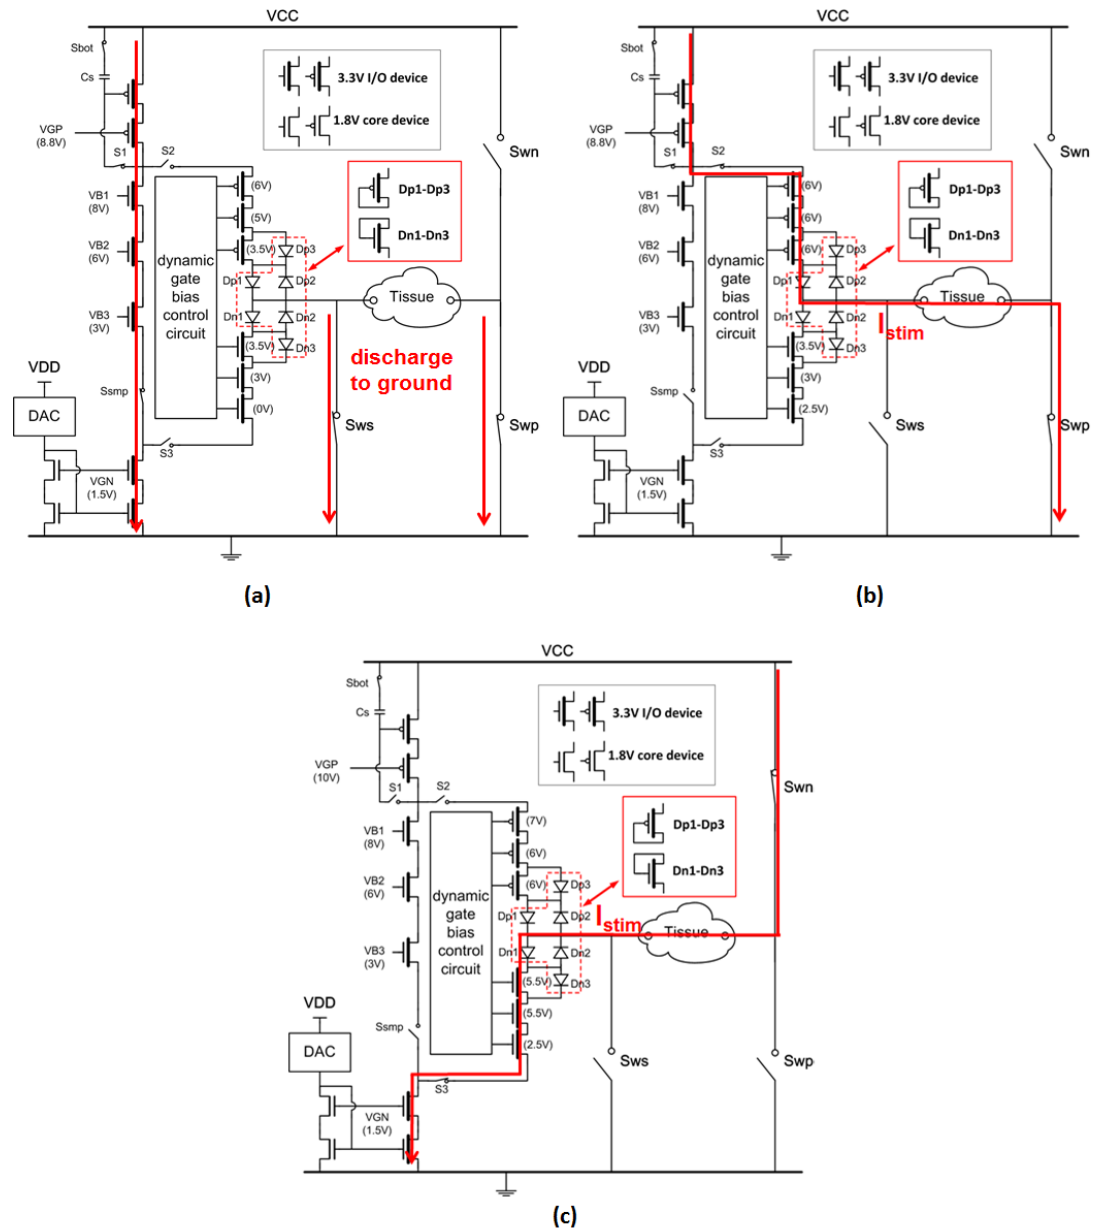 VCC
Sbot
Cs
3.3V I/O device
1.8V core device
VGP
(8.8V)
S1
S2
Swn
VB1
(8V)
VB2
(6V)
VB3
(3V)
dynamic
gate
bias
control
circuit
(6V)
(5V)
(3.5V)
Dp1-Dp3
Dn1-Dn3
Dp3
Dp1
Dp2
Tissue
Dn1
Dn2
(3.5V)
Dn3
(3V)
(0V)
discharge
to ground
VDD
DAC
Ssmp
Sws
Swp
S3
VGN
(1.5V)
(a)
VCC
Sbot
Cs
3.3V I/O device
1.8V core device
VGP
(8.8V)
S1
S2
Swn
VB1
(8V)
VB2
(6V)
VB3
(3V)
dynamic
gate
bias
control
circuit
(6V)
(6V)
(6V)
Dp1-Dp3
Dn1-Dn3
Dp3
Dp1
Dp2
Tissue
Dn1
Dn2
Istim
(3.5V)
Dn3
(3V)
(2.5V)
VDD
DAC
Ssmp
Sws
Swp
S3
VGN
(1.5V)
(b)
VCC
Sbot
Cs
3.3V I/O device
1.8V core device
VGP
(10V)
S1
S2
Swn
VB1
(8V)
VB2
(6V)
VB3
(3V)
dynamic
gate
bias
control
circuit
(7V)
(6V)
(6V)
Dp1-Dp3
Dn1-Dn3
Dp3
Dp1
Dp2
Istim
Tissue
Dn1
Dn2
(5.5V)
Dn3
(5.5V)
(2.5V)
VDD
DAC
Ssmp
Sws
Swp
S3
VGN
(1.5V)
(c)